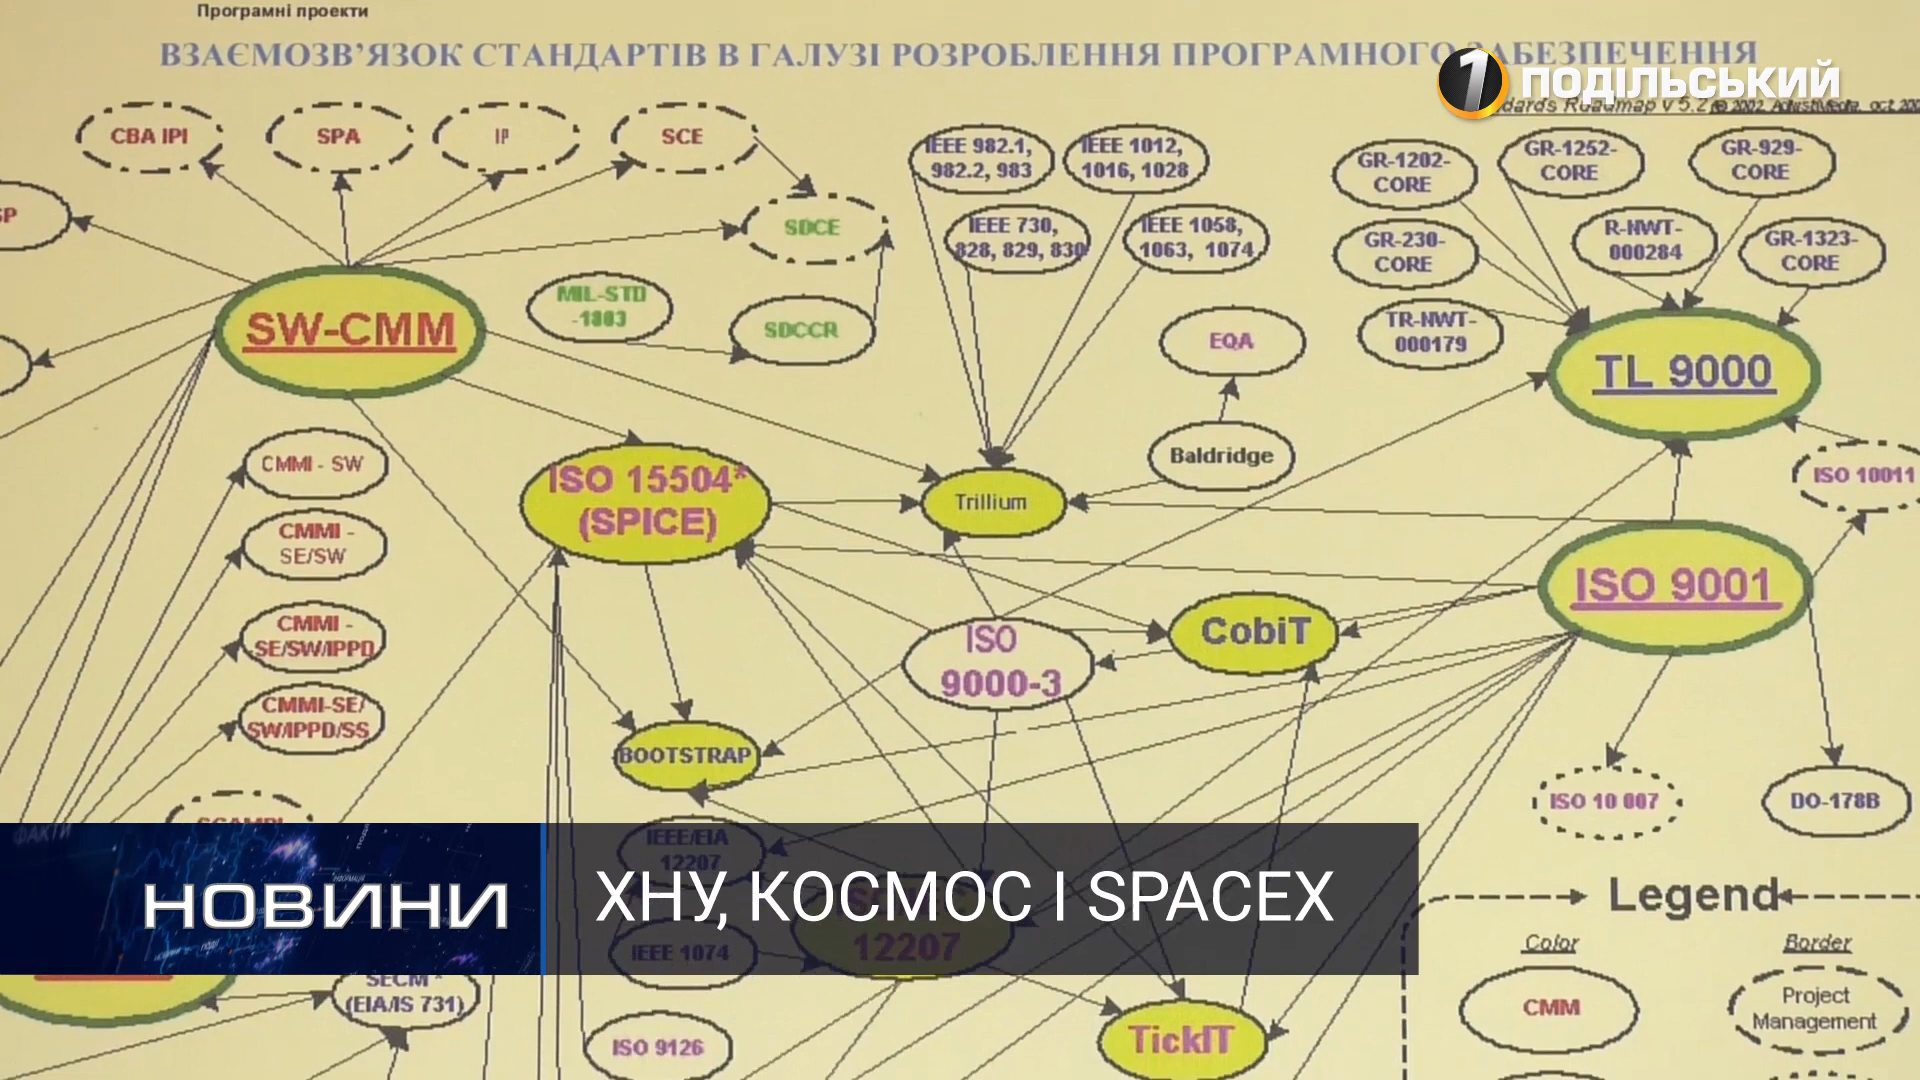 Програмні проекти
ВЗАЄМОЗВ'ЯЗОК СТАНДАРТІВ В ГАЛУЗІ РОЗРОБЛЕННЯ ПРОГРАМНОГО ЗАБЕЗПЕЧЕННЯ
1 ПОДІЛЬСЬКИЙ
Roadmap v 5.2
CBA IPI
SPA
IP
SCE
SDCE
IEEE 982.1,
982.2, 983
IEEE 1012,
1016, 1028
IEEE 730,
828, 829, 830
IEEE 1058,
1063, 1074
GR-1202-
CORE
GR-1252-
CORE
GR-929-
CORE
GR-230-
CORE
R-NWT-
000284
GR-1323-
CORE
TR-NWT-
000179
SW-CMM
MIL-STD
-1803
SDCCR
EQA
TL 9000
Baldridge
CMMI - SW
ISO 15504*
(SPICE)
Trillium
ISO 10011
CMMI -
SE/SW
ISO 9001
CMMI -
SE/SW/IPPD
ISO
9000-3
CobiT
CMMI-SE/
SW/IPPD/SS
BOOTSTRAP
ISO 10 007
DO-178B
IEEE/EIA
12207
ФАКТИ
НОВИНИ
ХНУ, КОСМОС І SPACEX
12207
IEEE 1074
Legend
Color
Border
SECM *
(EIA/IS 731)
CMM
Project
Management
ISO 9126
TickIT